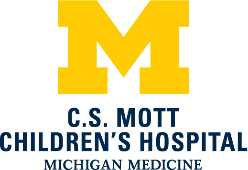 M
C.S. MOTT
CHILDREN'S HOSPITAL
MICHIGAN MEDICINE